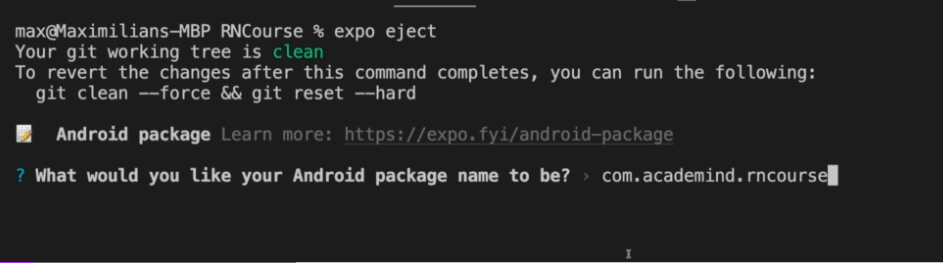 max@Maximilians-MBP RNCourse % expo eject
Your git working tree is clean
To revert the changes after this command completes, you can run the following:
  git clean --force && git reset --hard
📝  Android package Learn more: https://expo.fyi/android-package
? What would you like your Android package name to be? › com.academind.rncourse